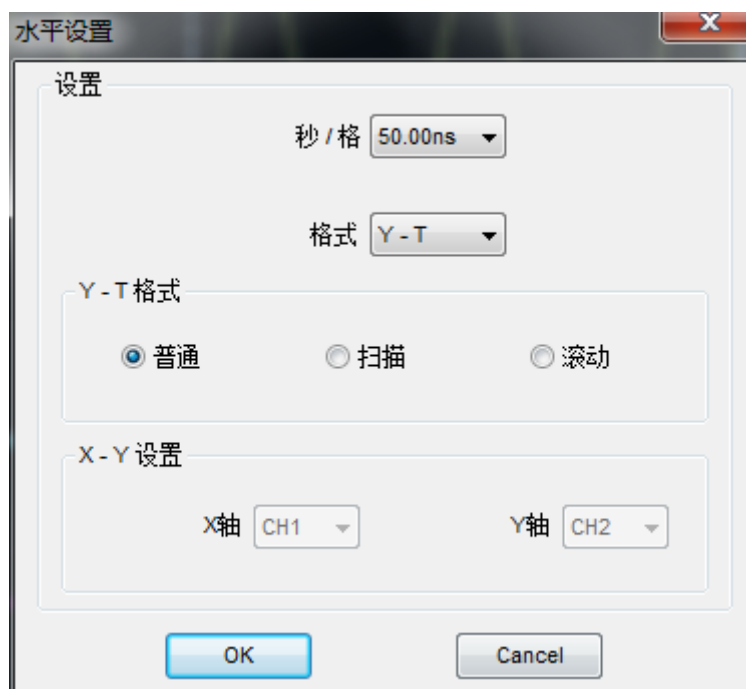 水平设置
设置
秒 / 格 50.00ns
格式 Y - T
Y - T 格式
普通 扫描 滚动
X - Y 设置
X轴 CH1 Y轴 CH2
OK Cancel